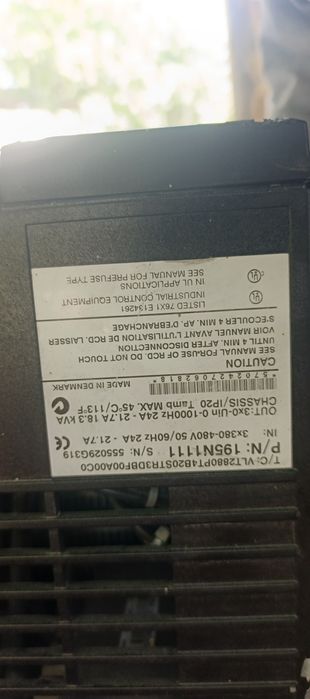 T/C: VLT2880PT4B20STR3DBF00A00C0
P/N: 195N1111 S/N: 555029G319
IN: 3x380-480V 50/60Hz 24A - 21.7A
OUT: 3x0-Uin 0-1000Hz 24A - 21.7A 18.3 kVA
CHASSIS/IP20 Tamb MAX. 45°C/113°F
*5702427062818*
MADE IN DENMARK
CAUTION
SEE MANUAL FOR USE OF RCD. DO NOT TOUCH
UNTIL 4 MIN. AFTER DISCONNECTION
VOIR MANUEL AVANT L'UTILISATION de RCD. LAISSER
S'ECOULER 4 MIN. AP. D'EBRANCHAGE
LISTED 76X1 E134261
INDUSTRIAL CONTROL EQUIPMENT
IN UL APPLICATIONS
SEE MANUAL FOR PREFUSE TYPE